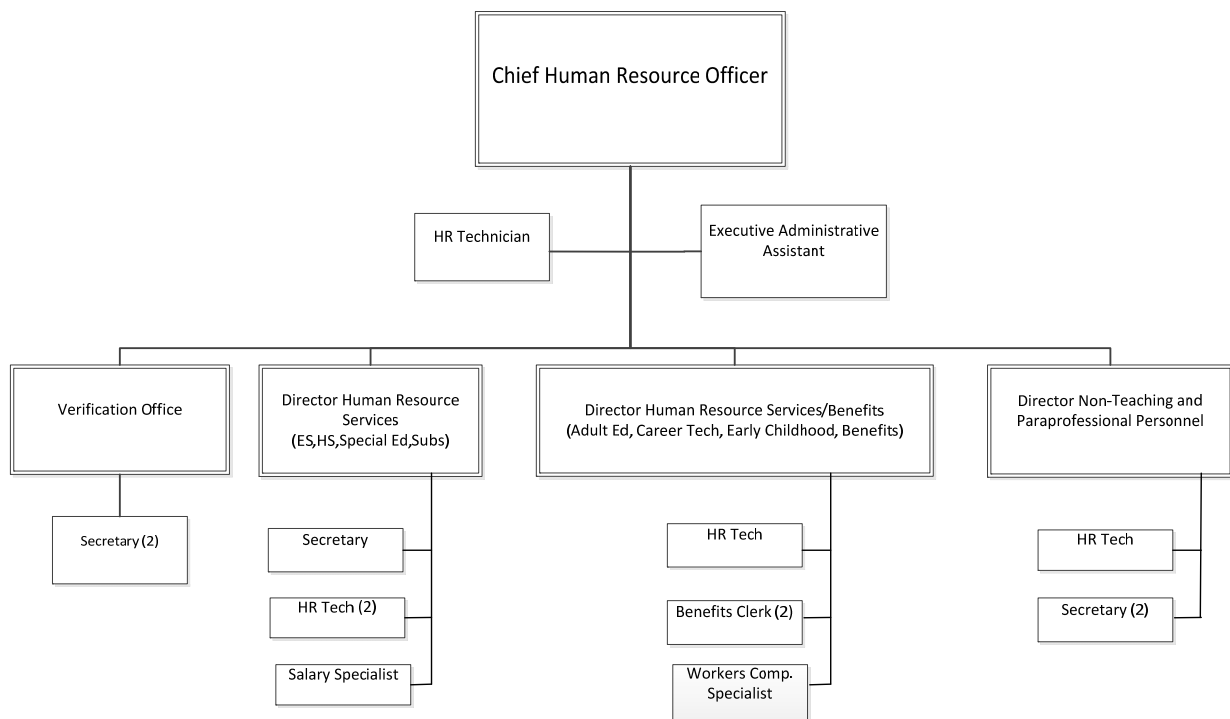 Chief Human Resource Officer
HR Technician
Executive Administrative
Assistant
Verification Office
Director Human Resource
Services
(ES,HS,Special Ed,Subs)
Director Human Resource Services/Benefits
(Adult Ed, Career Tech, Early Childhood, Benefits)
Director Non-Teaching and
Paraprofessional Personnel
Secretary (2)
Secretary
HR Tech (2)
Salary Specialist
HR Tech
Benefits Clerk (2)
Workers Comp.
Specialist
HR Tech
Secretary (2)